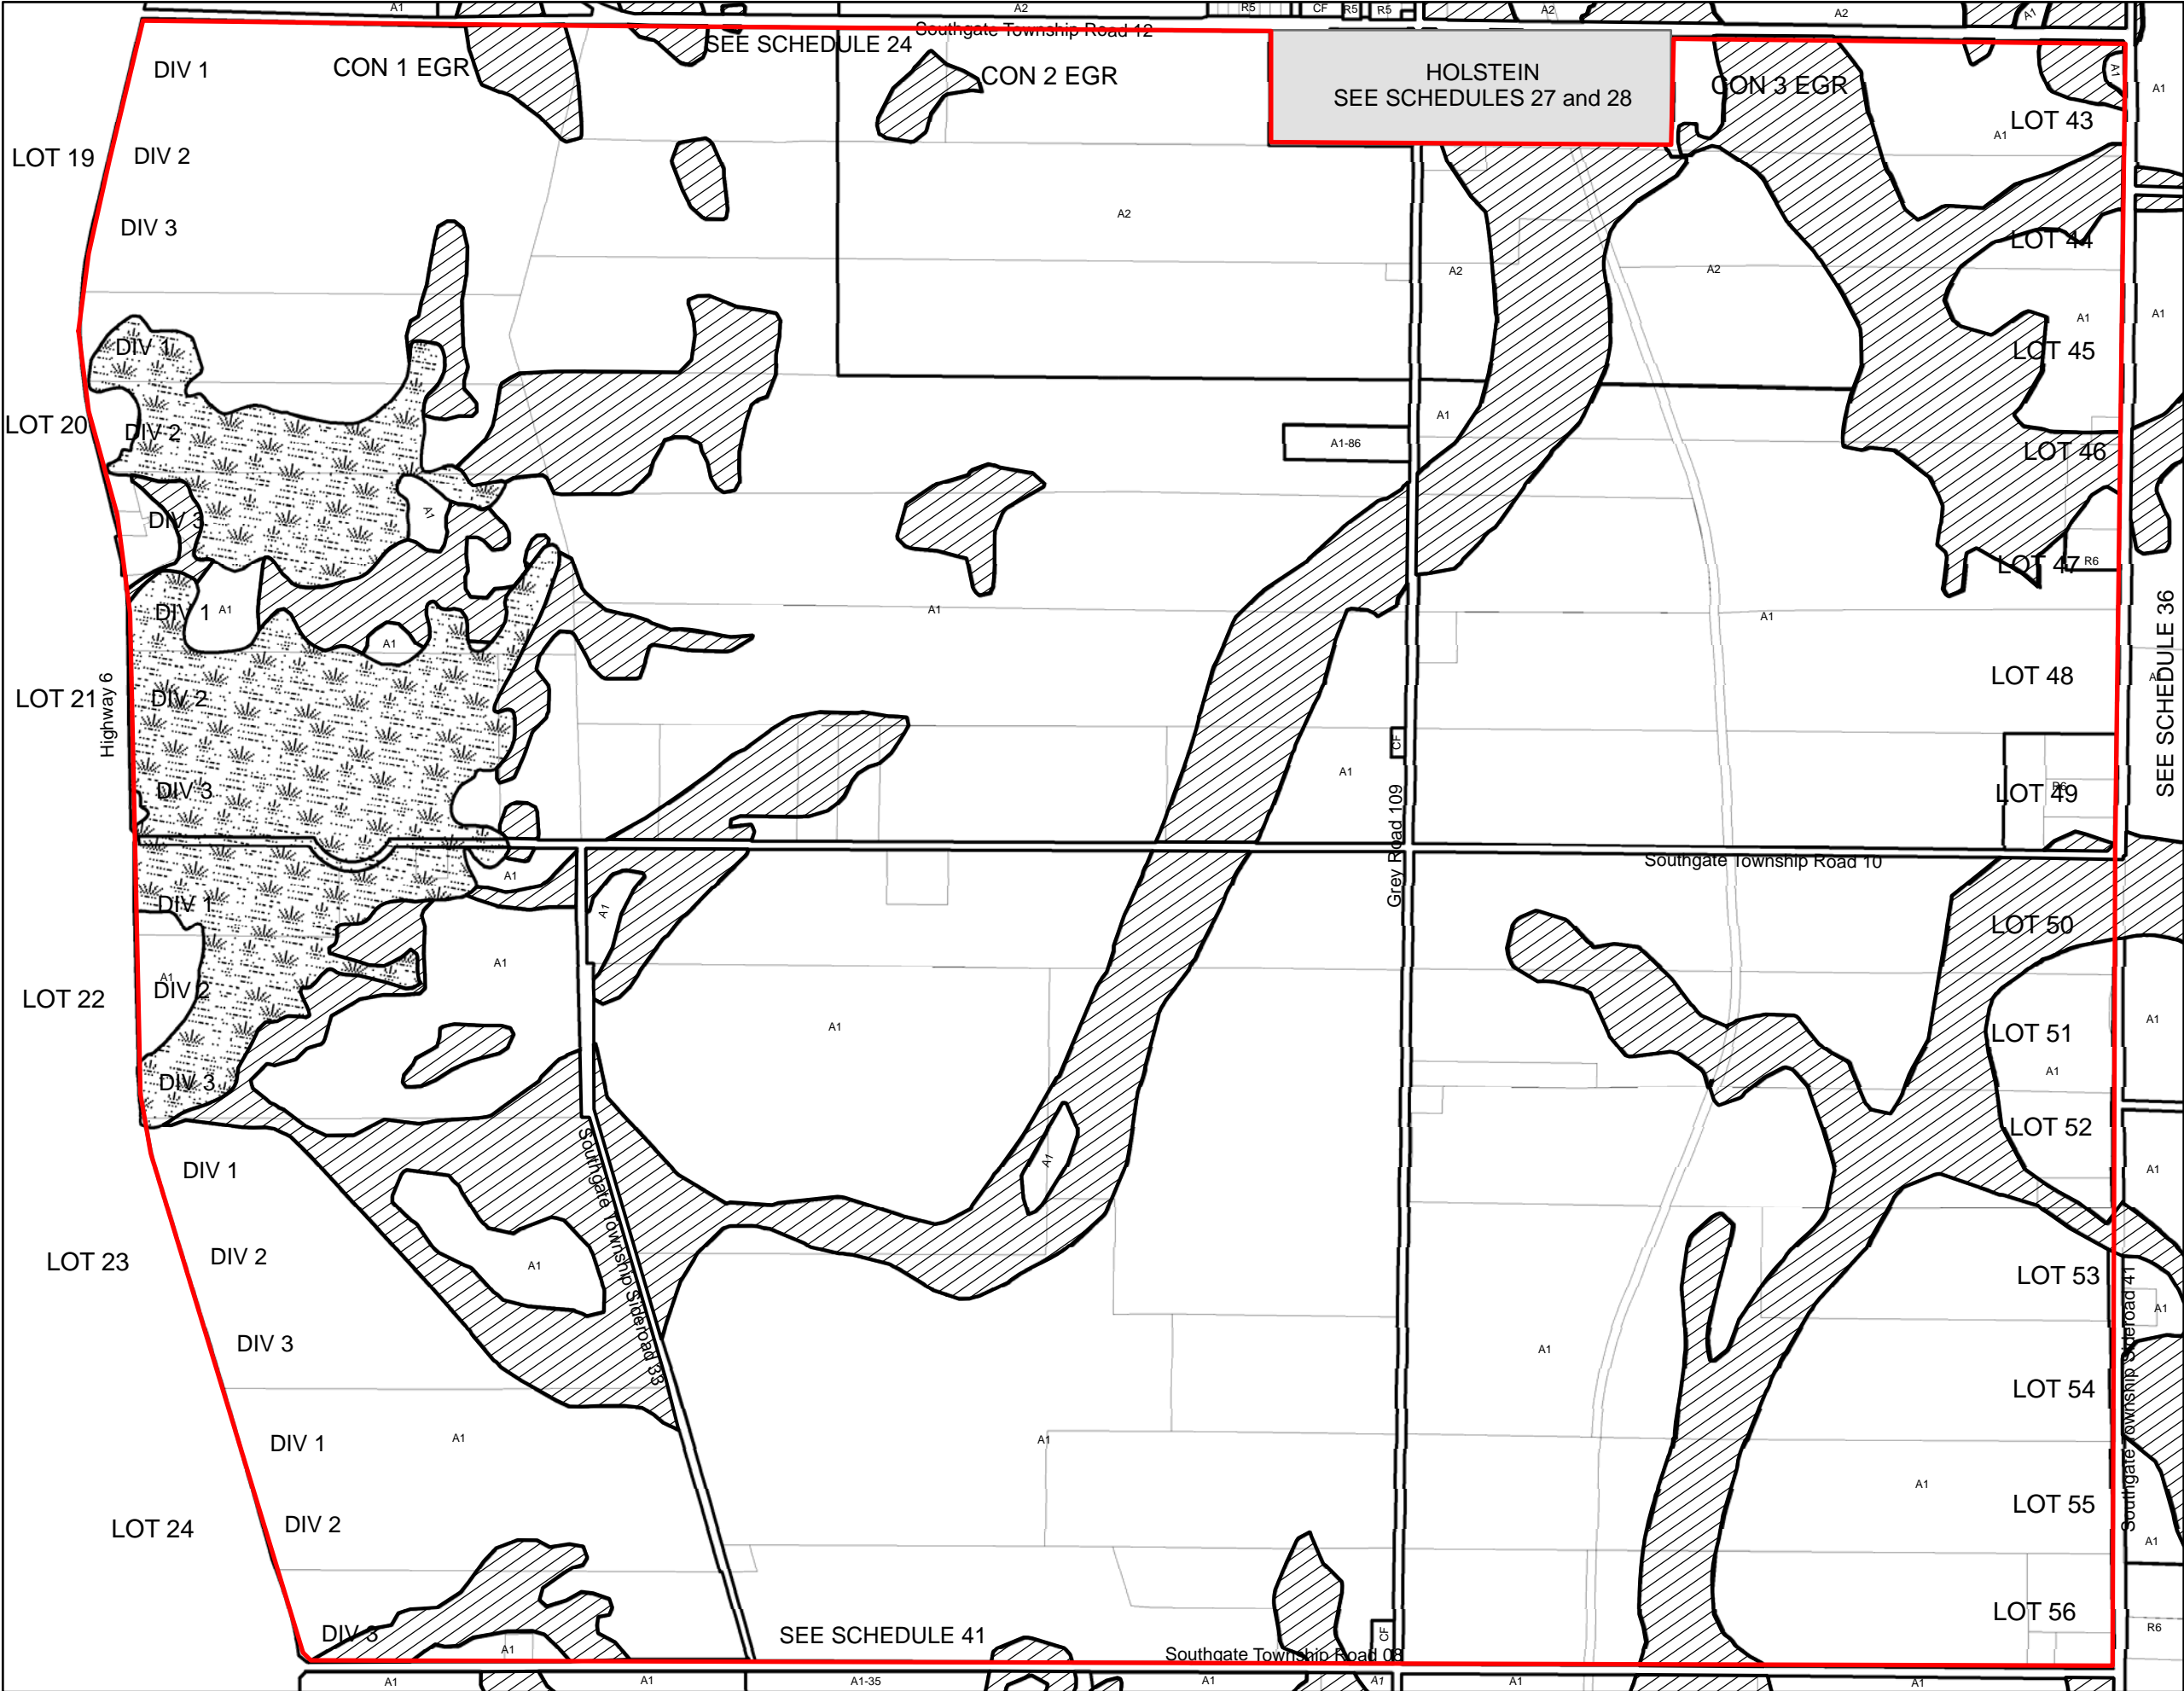 A1
A2
R5
CF
R5
R5
A2
A2
A1
Southgate Township Road 12
SEE SCHEDULE 24
DIV 1
CON 1 EGR
CON 2 EGR
HOLSTEIN
SEE SCHEDULES 27 and 28
CON 3 EGR
A1
A1
LOT 43
A1
LOT 19
DIV 2
DIV 3
A2
A2
A2
LOT 44
A1
A1
DIV 1
LOT 45
LOT 20
DIV 2
A1
A1-86
LOT 46
DIV 3
A1
LOT 47
R6
DIV 1
A1
A1
A1
A1
SEE SCHEDULE 36
LOT 48
A1
LOT 21
Highway 6
DIV 2
CF
A1
DIV 3
R6
LOT 49
Grey Road 109
Southgate Township Road 10
A1
DIV 1
A1
LOT 50
A1
A1
DIV 2
LOT 22
A1
A1
LOT 51
A1
DIV 3
LOT 52
A1
DIV 1
A1
Southgate Township Sideroad 33
DIV 2
LOT 23
A1
LOT 53
A1
Southgate Township Sideroad 41
DIV 3
A1
LOT 54
DIV 1
A1
A1
A1
LOT 55
DIV 2
LOT 24
A1
LOT 56
DIV 3
A1
SEE SCHEDULE 41
CF
R6
Southgate Township Road 08
A1
A1
A1-35
A1
A1
A1
A1